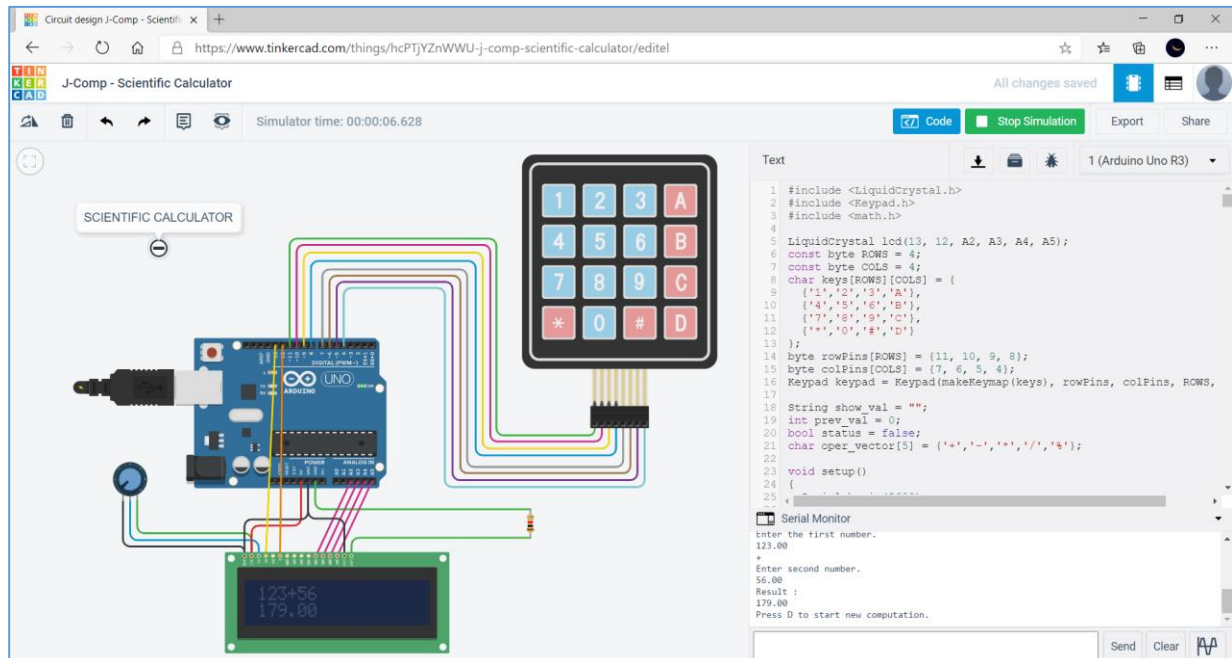 Circuit design J-Comp - Scientifi
https://www.tinkercad.com/things/hcPTjYZnWWU-j-comp-scientific-calculator/editel
TIN
KER
CAD
J-Comp - Scientific Calculator
All changes saved
Simulator time: 00:00:06.628
Code
Stop Simulation
Export
Share
SCIENTIFIC CALCULATOR
1 2 3 A
4 5 6 B
7 8 9 C
* 0 # D
DIGITAL (PWM~)
UNO
ARDUINO
POWER
ANALOG IN
123+56
179.00
Text
1 (Arduino Uno R3)
1 #include <LiquidCrystal.h>
2 #include <Keypad.h>
3 #include <math.h>
4
5 LiquidCrystal lcd(13, 12, A2, A3, A4, A5);
6 const byte ROWS = 4;
7 const byte COLS = 4;
8 char keys[ROWS][COLS] = {
9 {'1','2','3','A'},
10 {'4','5','6','B'},
11 {'7','8','9','C'},
12 {'*','0','#','D'}
13 };
14 byte rowPins[ROWS] = {11, 10, 9, 8};
15 byte colPins[COLS] = {7, 6, 5, 4};
16 Keypad keypad = Keypad(makeKeymap(keys), rowPins, colPins, ROWS,
17
18 String show_val = "";
19 int prev_val = 0;
20 bool status = false;
21 char oper_vector[5] = {'+','-','*','/','%'};
22
23 void setup()
24 {
25
Serial Monitor
Enter the first number.
123.00
+
Enter second number.
56.00
Result :
179.00
Press D to start new computation.
Send
Clear